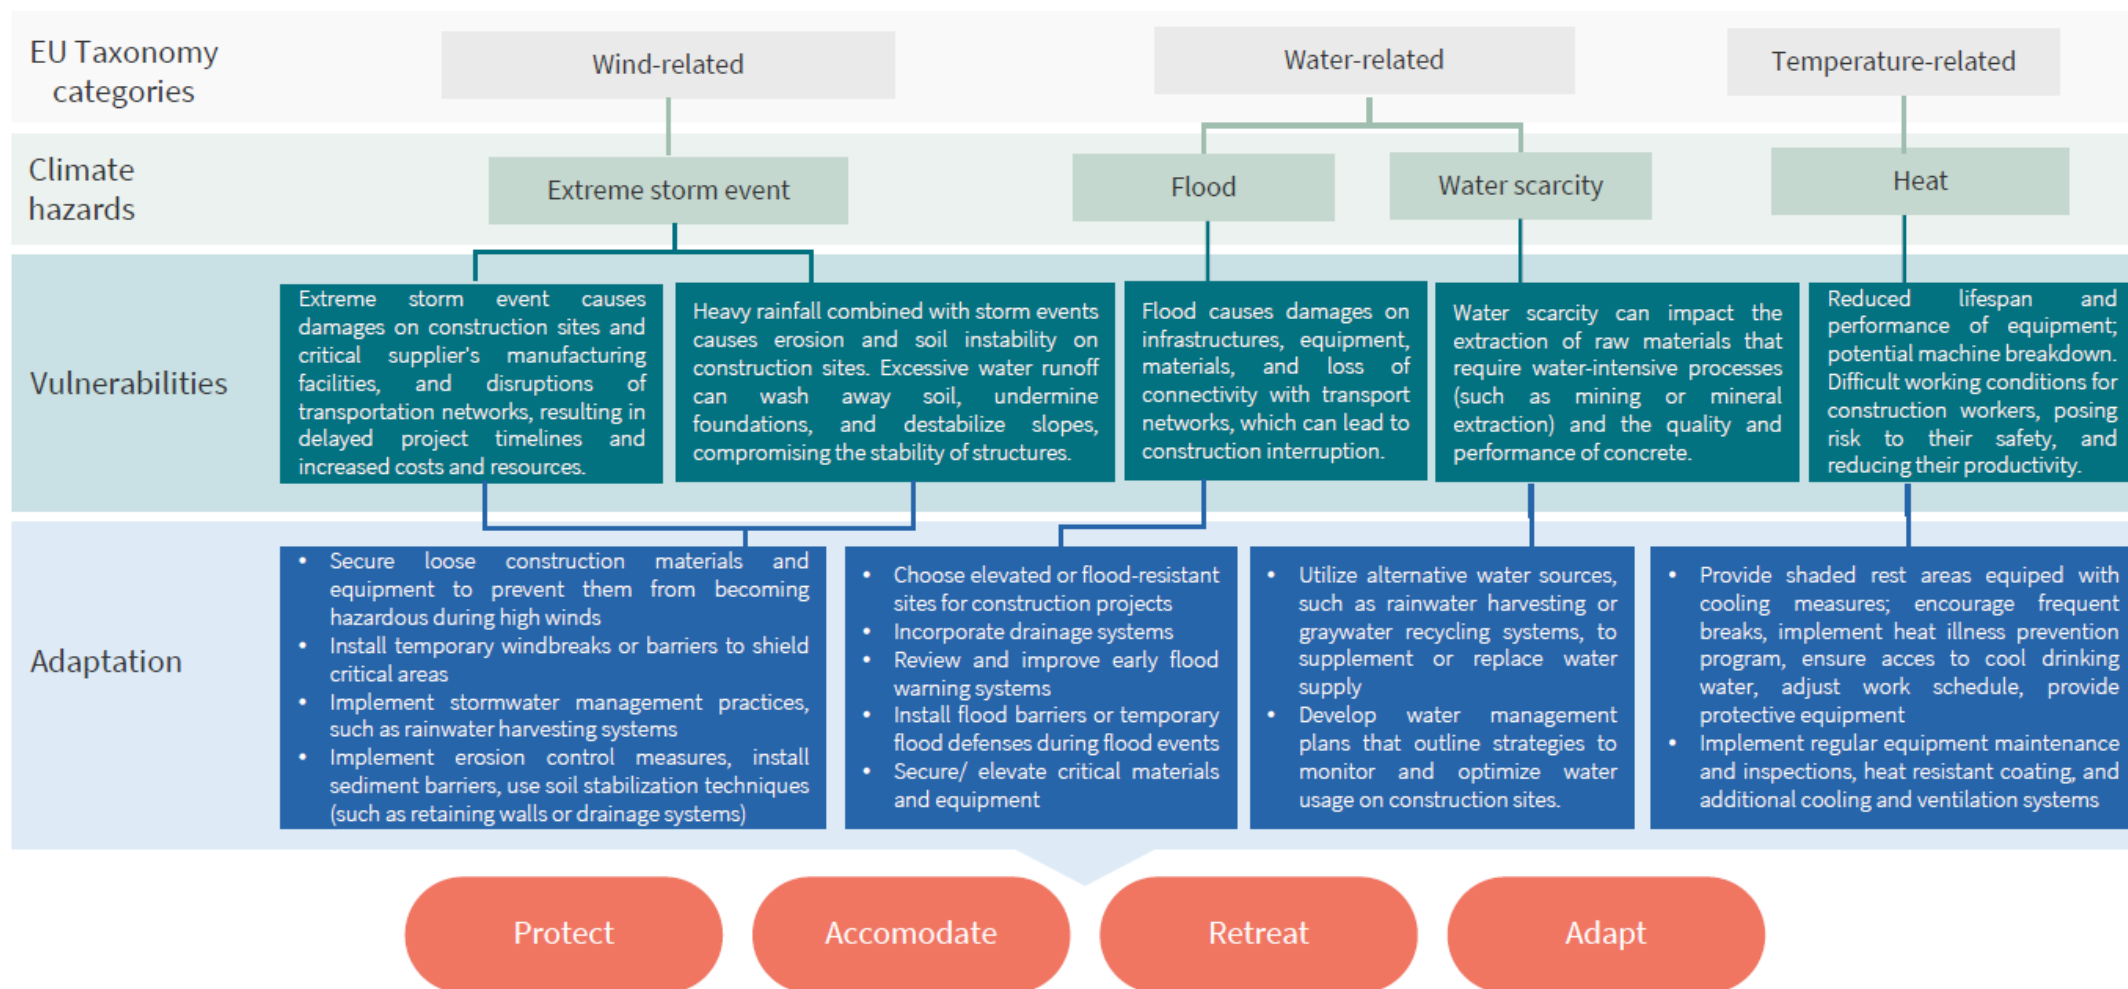 EU Taxonomy
categories
Wind-related
Water-related
Temperature-related
Climate
hazards
Extreme storm event
Flood
Water scarcity
Heat
Vulnerabilities
Extreme storm event causes
damages on construction sites and
critical supplier's manufacturing
facilities, and disruptions of
transportation networks, resulting in
delayed project timelines and
increased costs and resources.
Heavy rainfall combined with storm events
causes erosion and soil instability on
construction sites. Excessive water runoff
can wash away soil, undermine
foundations, and destabilize slopes,
compromising the stability of structures.
Flood causes damages on
infrastructures, equipment,
materials, and loss of
connectivity with transport
networks, which can lead to
construction interruption.
Water scarcity can impact the
extraction of raw materials that
require water-intensive processes
(such as mining or mineral
extraction) and the quality and
performance of concrete.
Reduced lifespan and
performance of equipment;
potential machine breakdown.
Difficult working conditions for
construction workers, posing
risk to their safety, and
reducing their productivity.
Adaptation
• Secure loose construction materials and
equipment to prevent them from becoming
hazardous during high winds
• Install temporary windbreaks or barriers to shield
critical areas
• Implement stormwater management practices,
such as rainwater harvesting systems
• Implement erosion control measures, install
sediment barriers, use soil stabilization techniques
(such as retaining walls or drainage systems)
• Choose elevated or flood-resistant
sites for construction projects
• Incorporate drainage systems
• Review and improve early flood
warning systems
• Install flood barriers or temporary
flood defenses during flood events
• Secure/ elevate critical materials
and equipment
• Utilize alternative water sources,
such as rainwater harvesting or
graywater recycling systems, to
supplement or replace water
supply
• Develop water management
plans that outline strategies to
monitor and optimize water
usage on construction sites.
• Provide shaded rest areas equiped with
cooling measures; encourage frequent
breaks, implement heat illness prevention
program, ensure acces to cool drinking
water, adjust work schedule, provide
protective equipment
• Implement regular equipment maintenance
and inspections, heat resistant coating, and
additional cooling and ventilation systems
Protect
Accomodate
Retreat
Adapt